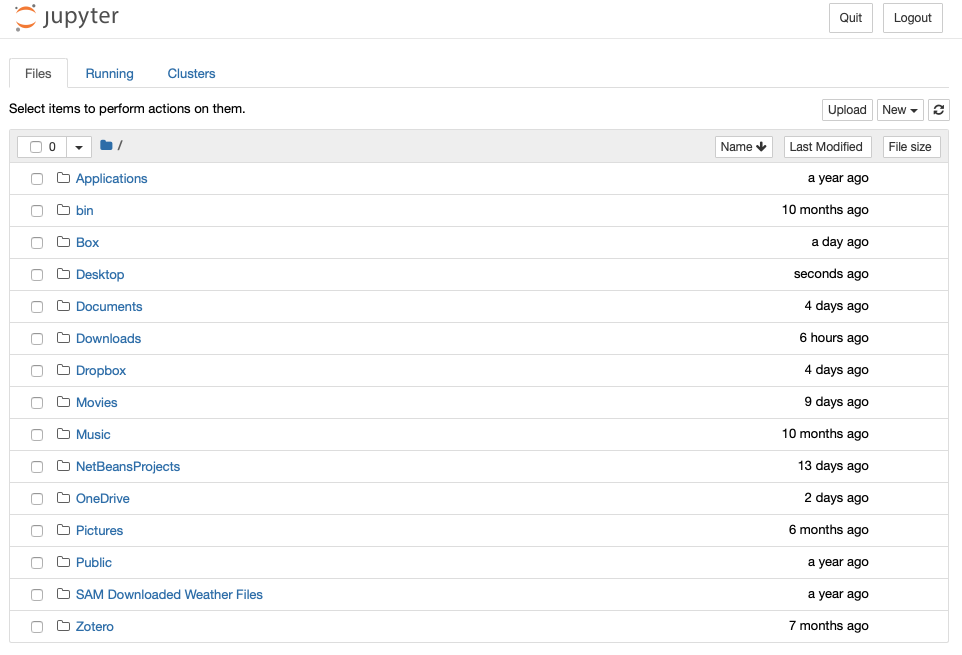 jupyter Quit Logout
Files Running Clusters
Select items to perform actions on them. Upload New
0 / Name Last Modified File size
Applications a year ago
bin 10 months ago
Box a day ago
Desktop seconds ago
Documents 4 days ago
Downloads 6 hours ago
Dropbox 4 days ago
Movies 9 days ago
Music 10 months ago
NetBeansProjects 13 days ago
OneDrive 2 days ago
Pictures 6 months ago
Public a year ago
SAM Downloaded Weather Files a year ago
Zotero 7 months ago